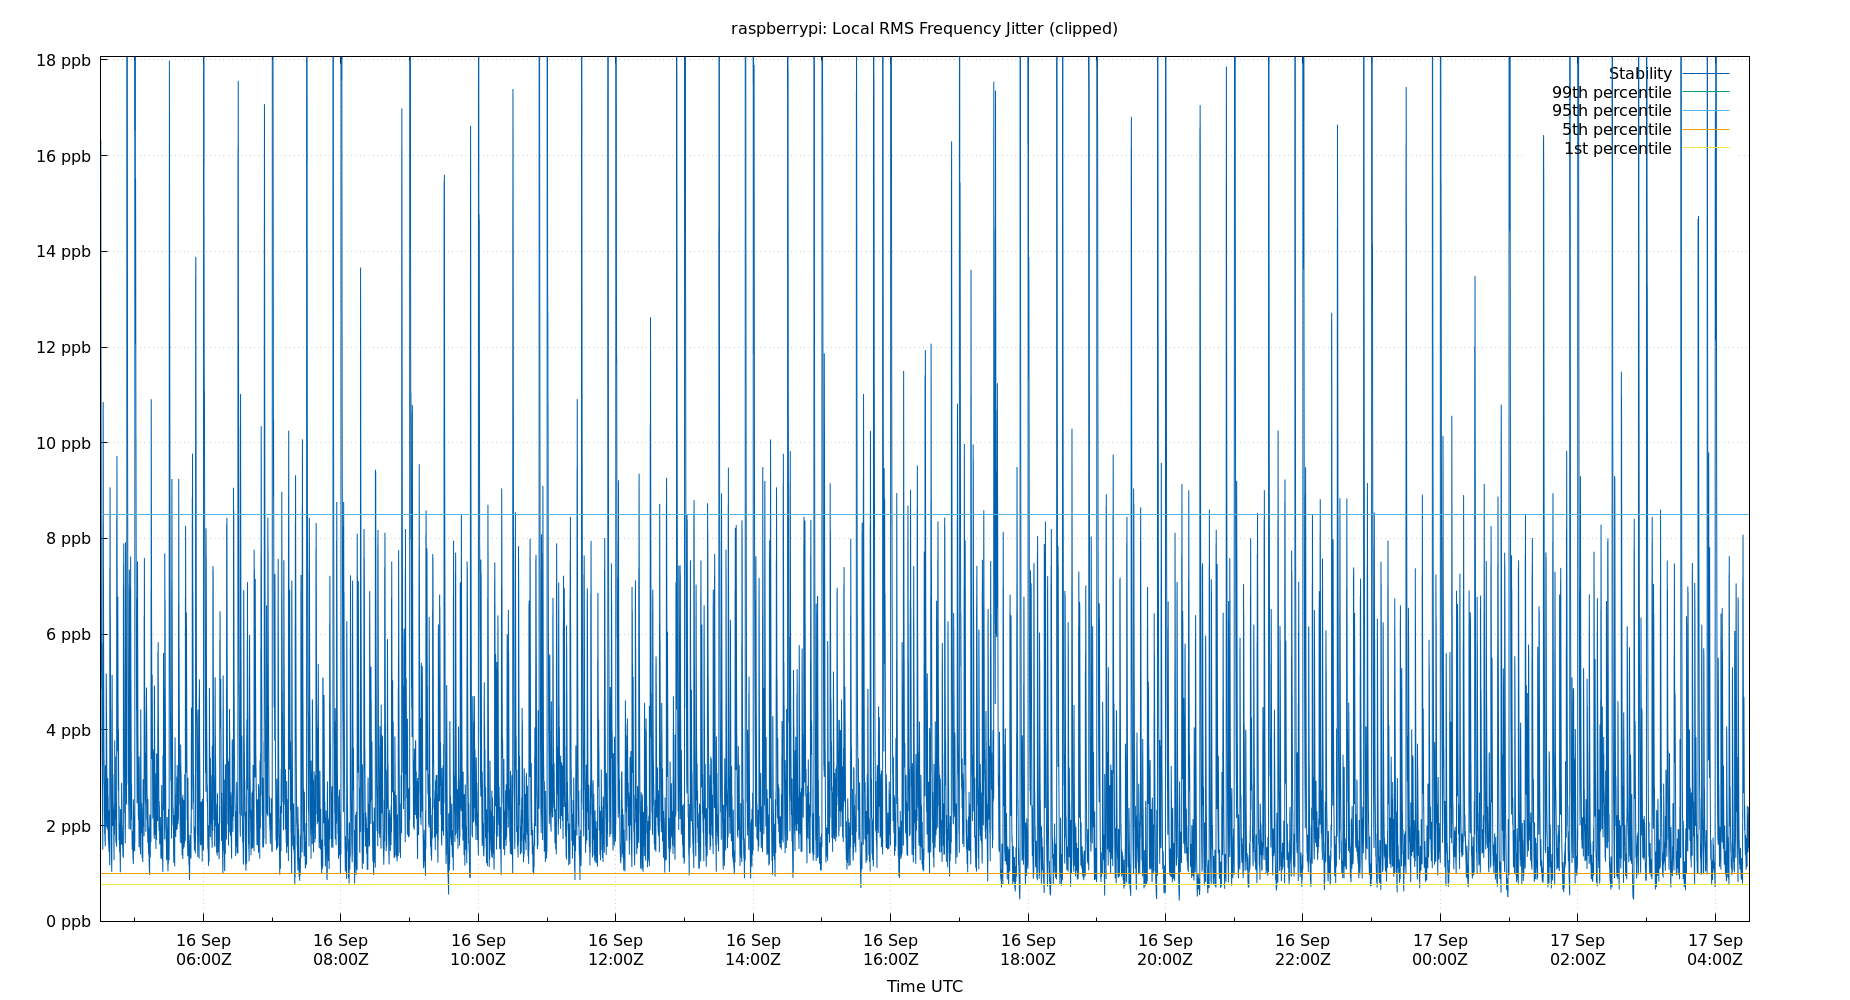 raspberrypi: Local RMS Frequency Jitter (clipped)
18 ppb
16 ppb
14 ppb
12 ppb
10 ppb
8 ppb
6 ppb
4 ppb
2 ppb
0 ppb
Stability
99th percentile
95th percentile
5th percentile
1st percentile
16 Sep 16 Sep 16 Sep 16 Sep 16 Sep 16 Sep 16 Sep 16 Sep 16 Sep 17 Sep 17 Sep 17 Sep
06:00Z 08:00Z 10:00Z 12:00Z 14:00Z 16:00Z 18:00Z 20:00Z 22:00Z 00:00Z 02:00Z 04:00Z
Time UTC